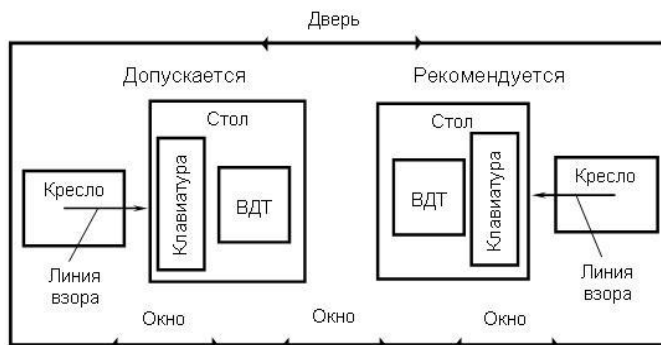 Дверь
Допускается
Рекомендуется
Стол
Стол
Кресло
Клавиатура
ВДТ
ВДТ
Клавиатура
Кресло
Линия
взора
Линия
взора
Окно
Окно
Окно